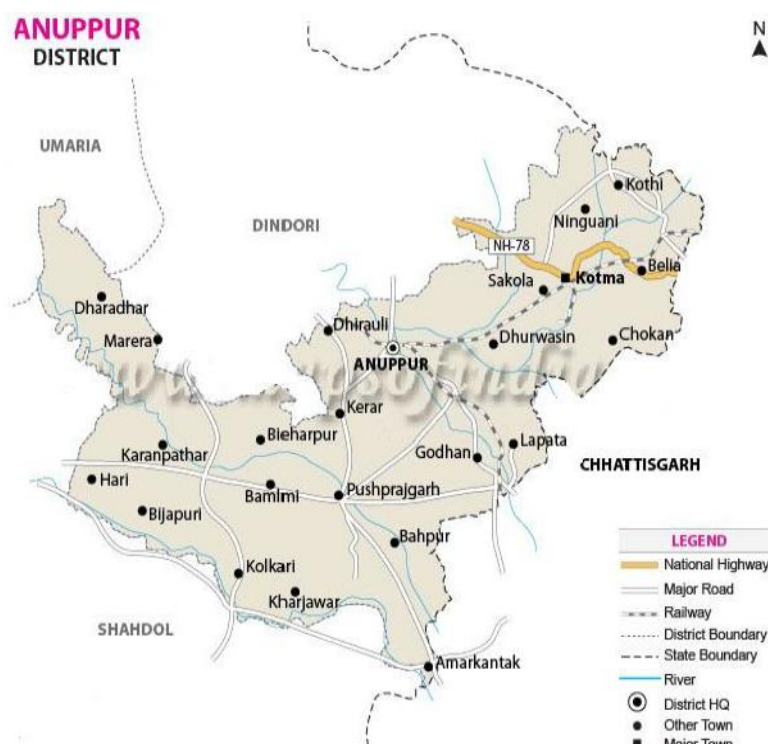 ANUPPUR
DISTRICT
N
UMARIA
DINDORI
Kothi
Ninguani
NH-78
Belia
Sakola
Kotma
Dharadhar
Marera
Dhirauli
Dhurwasin
Chokan
ANUPPUR
Kerar
Bieharpur
Karanpathar
Godhan
Lapata
CHHATTISGARH
Hari
Bamlmi
Pushprajgarh
Bijapuri
Bahpur
Kolkari
Kharjawar
SHAHDOL
Amarkantak
LEGEND
National Highway
Major Road
Railway
District Boundary
State Boundary
River
District HQ
Other Town
Major Town